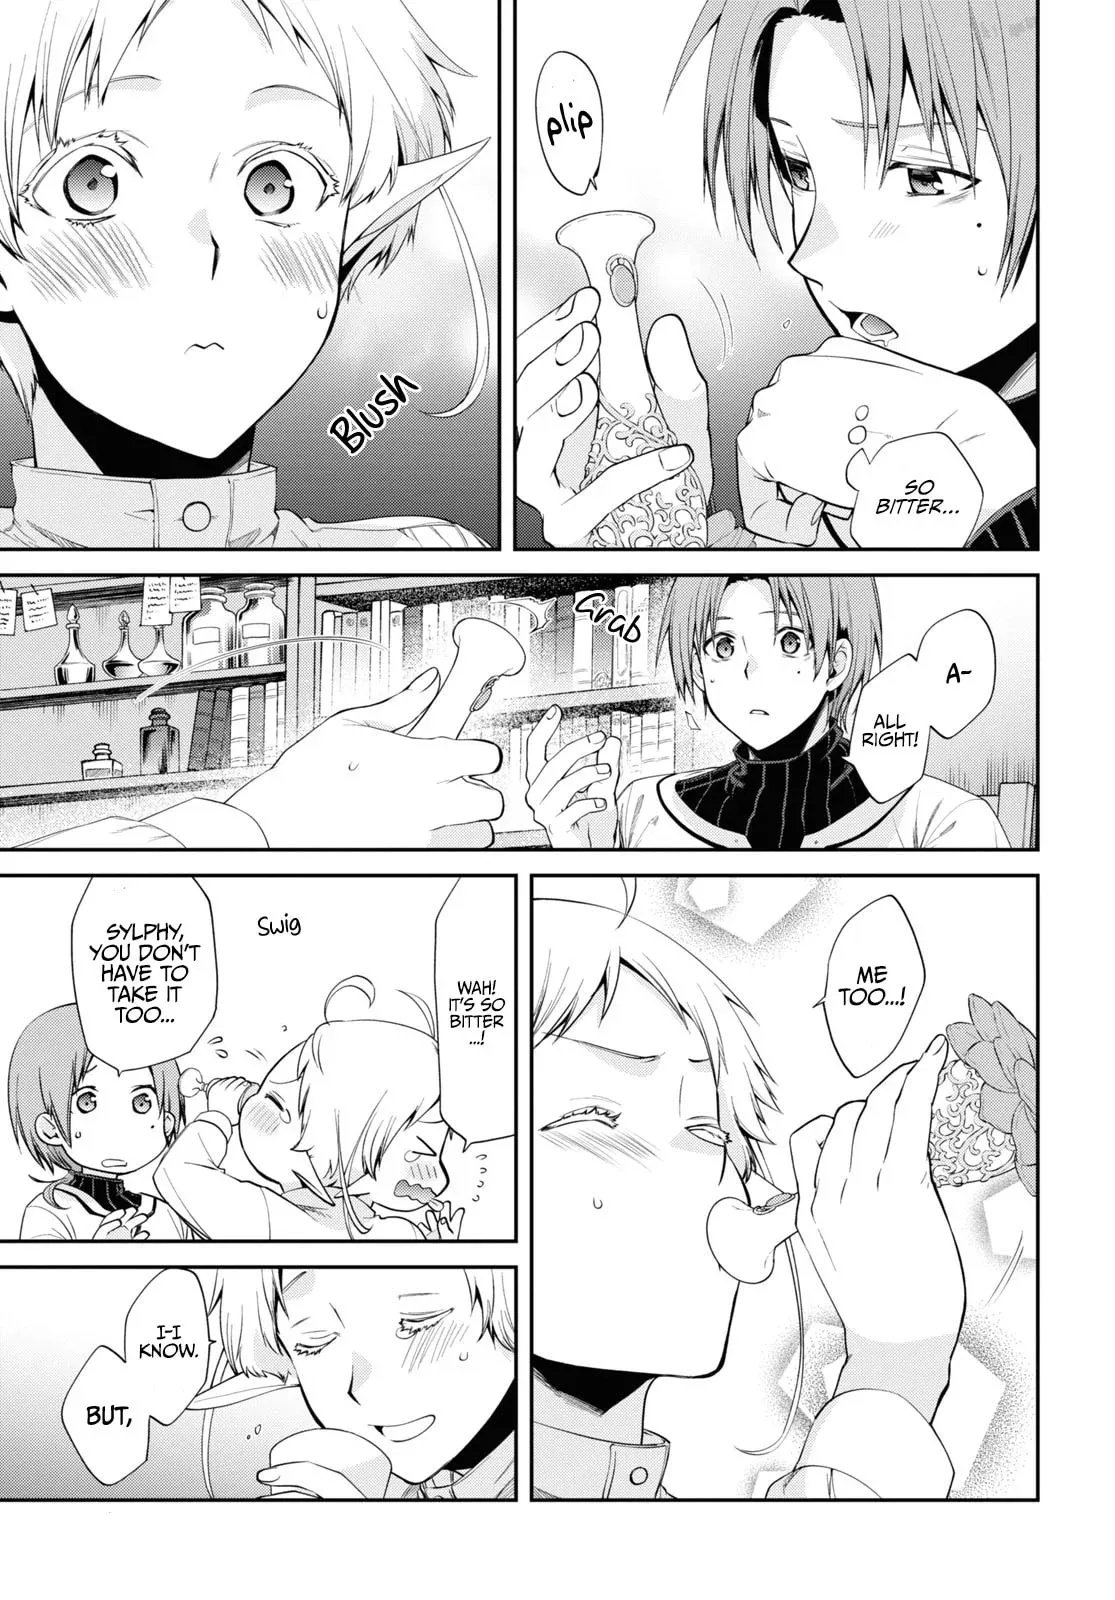 plip
SO
BITTER...
Blush
A-
ALL
RIGHT!
Grab
ME
TOO...!
WAH!
IT'S SO
BITTER
...!
Swig
SYLPHY,
YOU DON'T
HAVE TO
TAKE IT
TOO...
I-I
KNOW.
BUT,